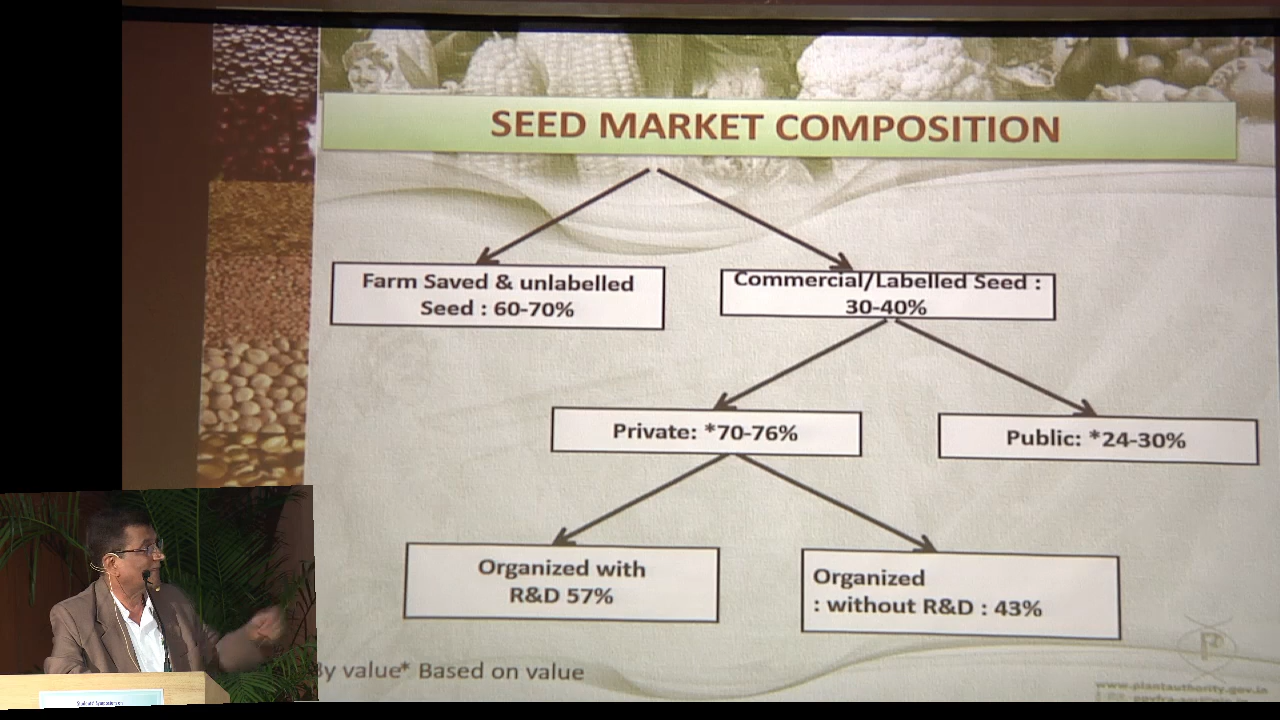 SEED MARKET COMPOSITION
Farm Saved & unlabelled
Seed : 60-70%
Commercial/Labelled Seed :
30-40%
Private: *70-76%
Public: *24-30%
Organized with
R&D 57%
Organized
: without R&D : 43%
By value* Based on value
www.plantauthority.gov.in